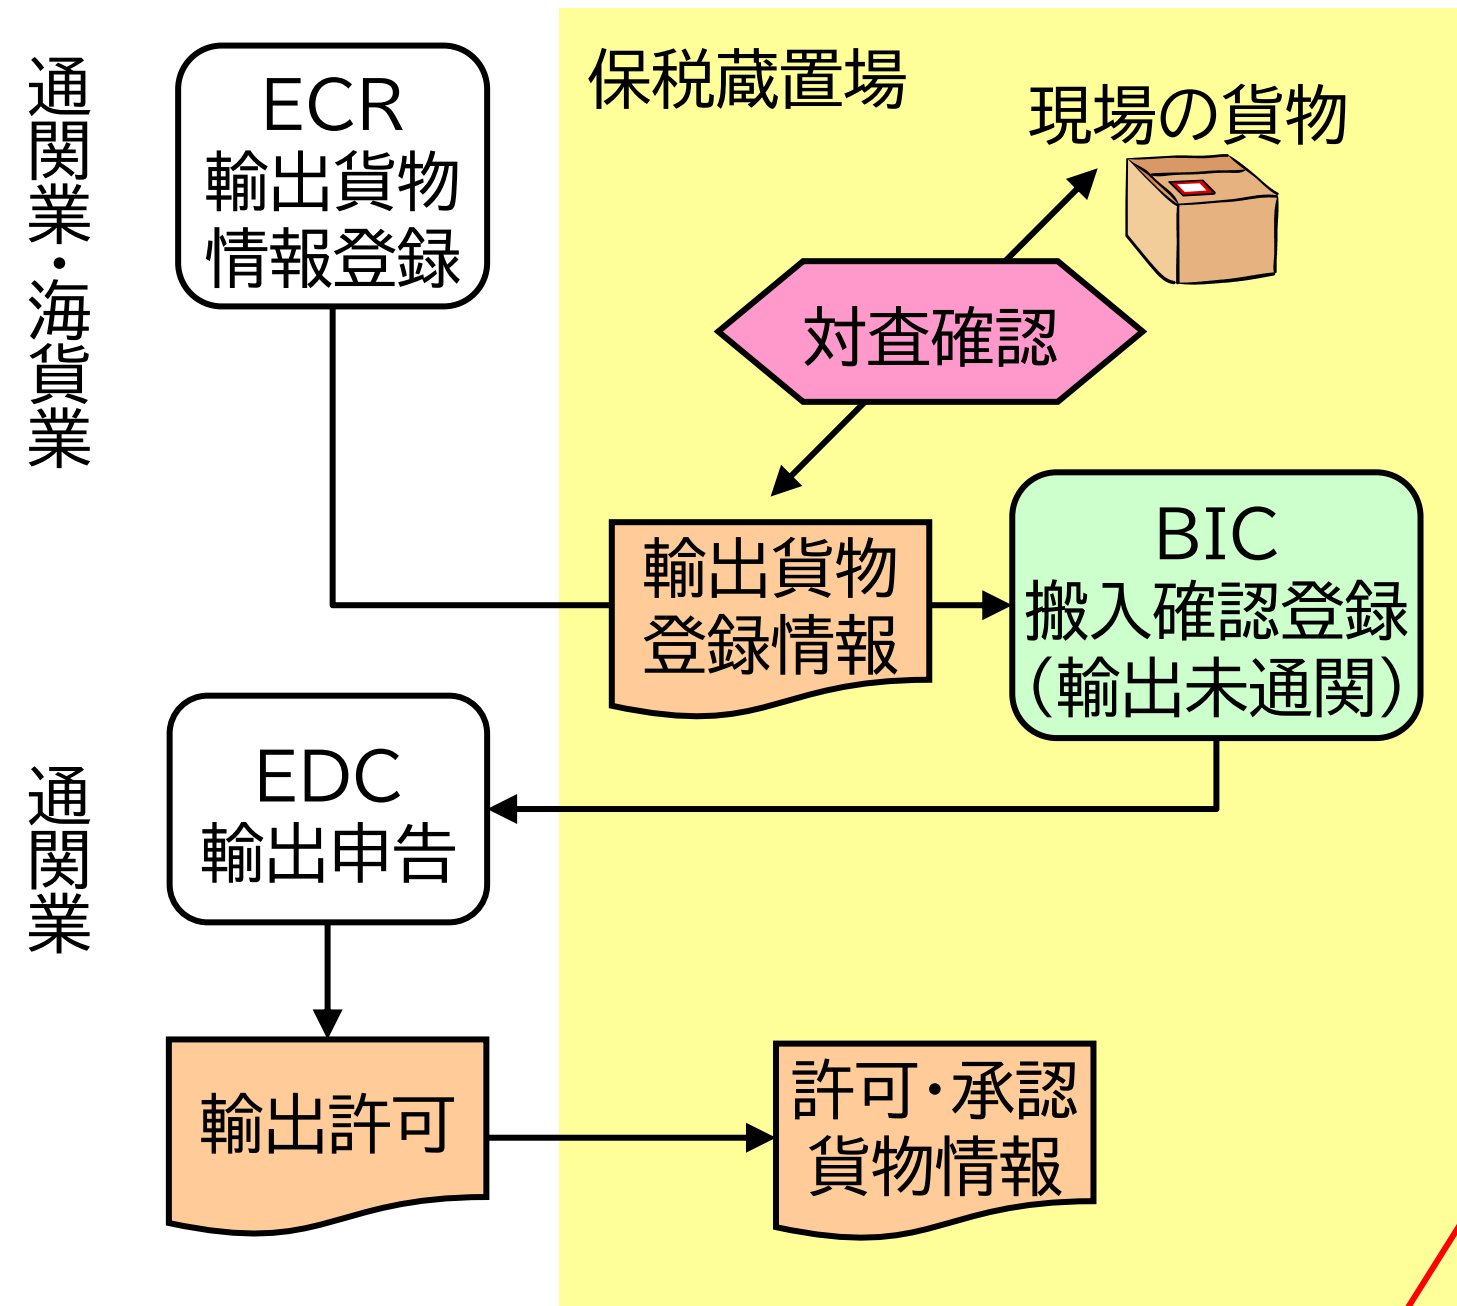 通関業・海貨業
ECR
輸出貨物
情報登録
保税蔵置場
現場の貨物
対査確認
輸出貨物
登録情報
BIC
搬入確認登録
（輸出未通関）
通関業
EDC
輸出申告
輸出許可
許可・承認
貨物情報